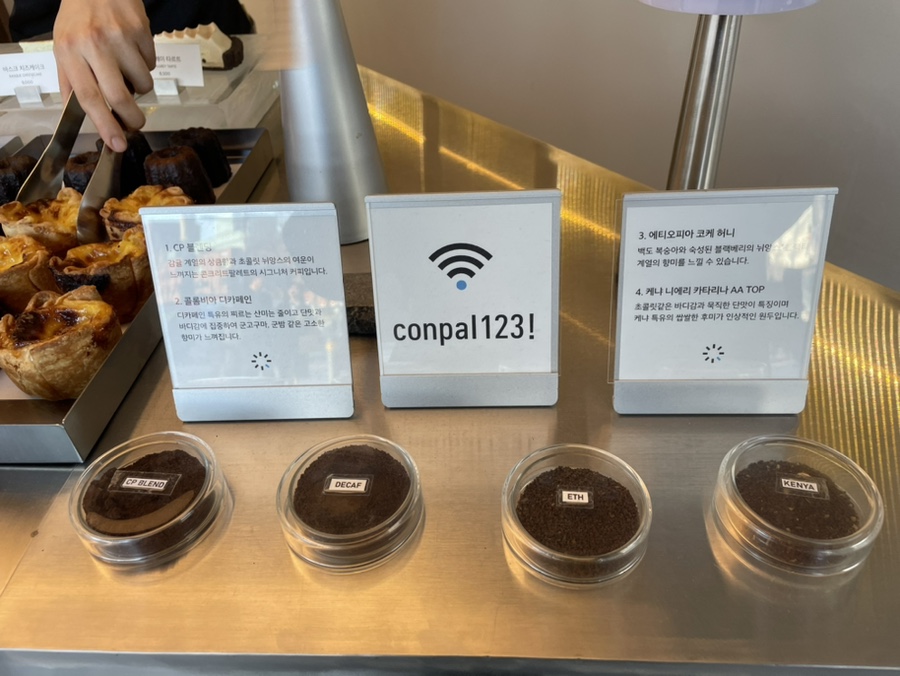 바스크 치즈케이크
1. CP 블렌딩
감귤 계열의 상큼함과 초콜릿 뉘앙스의 여운이
느껴지는 콘크리트팔레트의 시그니처 커피입니다.
2. 콜롬비아 디카페인
디카페인 특유의 찌르는 산미는 줄이고 단맛과
바디감에 집중하여 군고구마, 군밤 같은 고소한
향미가 느껴집니다.
conpal123!
3. 에티오피아 코케 허니
백도 복숭아와 숙성된 블랙베리의
계열의 향미를 느낄 수 있습니다.
4. 케냐 니에리 카타리나 AA TOP
초콜릿같은 바디감과 묵직한 단맛이 특징이며
케냐 특유의 쌉쌀한 후미가 인상적인 원두입니다.
CP BLEND
DECAF
ETH
KENYA